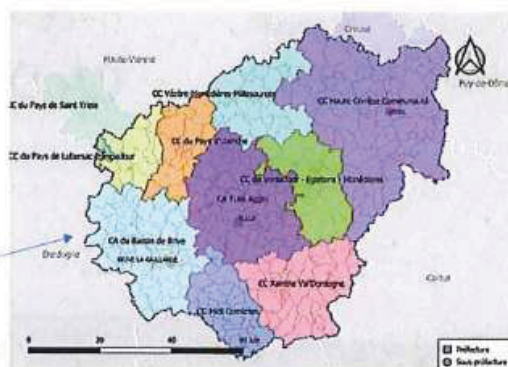 Creuse
Haute-Vienne
Puy-de-Dôme
CC du Pays de Saint Yrieix
CC Vézère Monédières Millesources
CC Haute Corrèze Communauté
CC du Pays d'Uzerche
CC du Pays de Lubersac Pompadour
CC de Ventadour - Egletons - Monédières
CA Tulle Agglo
TULLE
CA du Bassin de Brive
BRIVE LA GAILLARDE
Dordogne
Cantal
CC Xaintrie Val'Dordogne
CC Midi Corrézien
0 20 40 60 km
Préfecture
Sous-préfecture